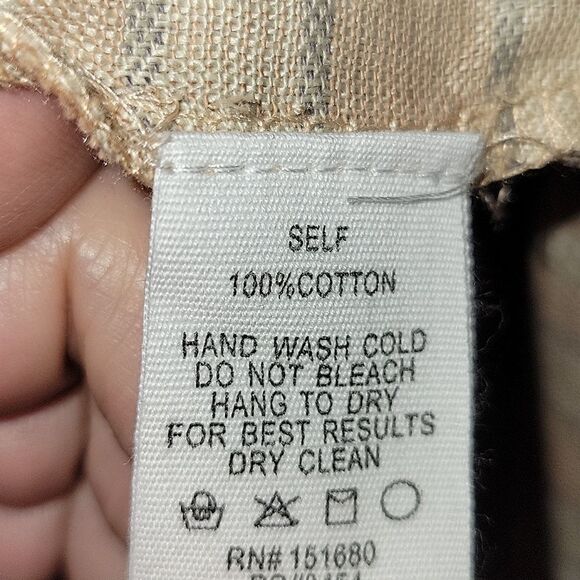 SELF
100%COTTON
HAND WASH COLD
DO NOT BLEACH
HANG TO DRY
FOR BEST RESULTS
DRY CLEAN
RN# 151680